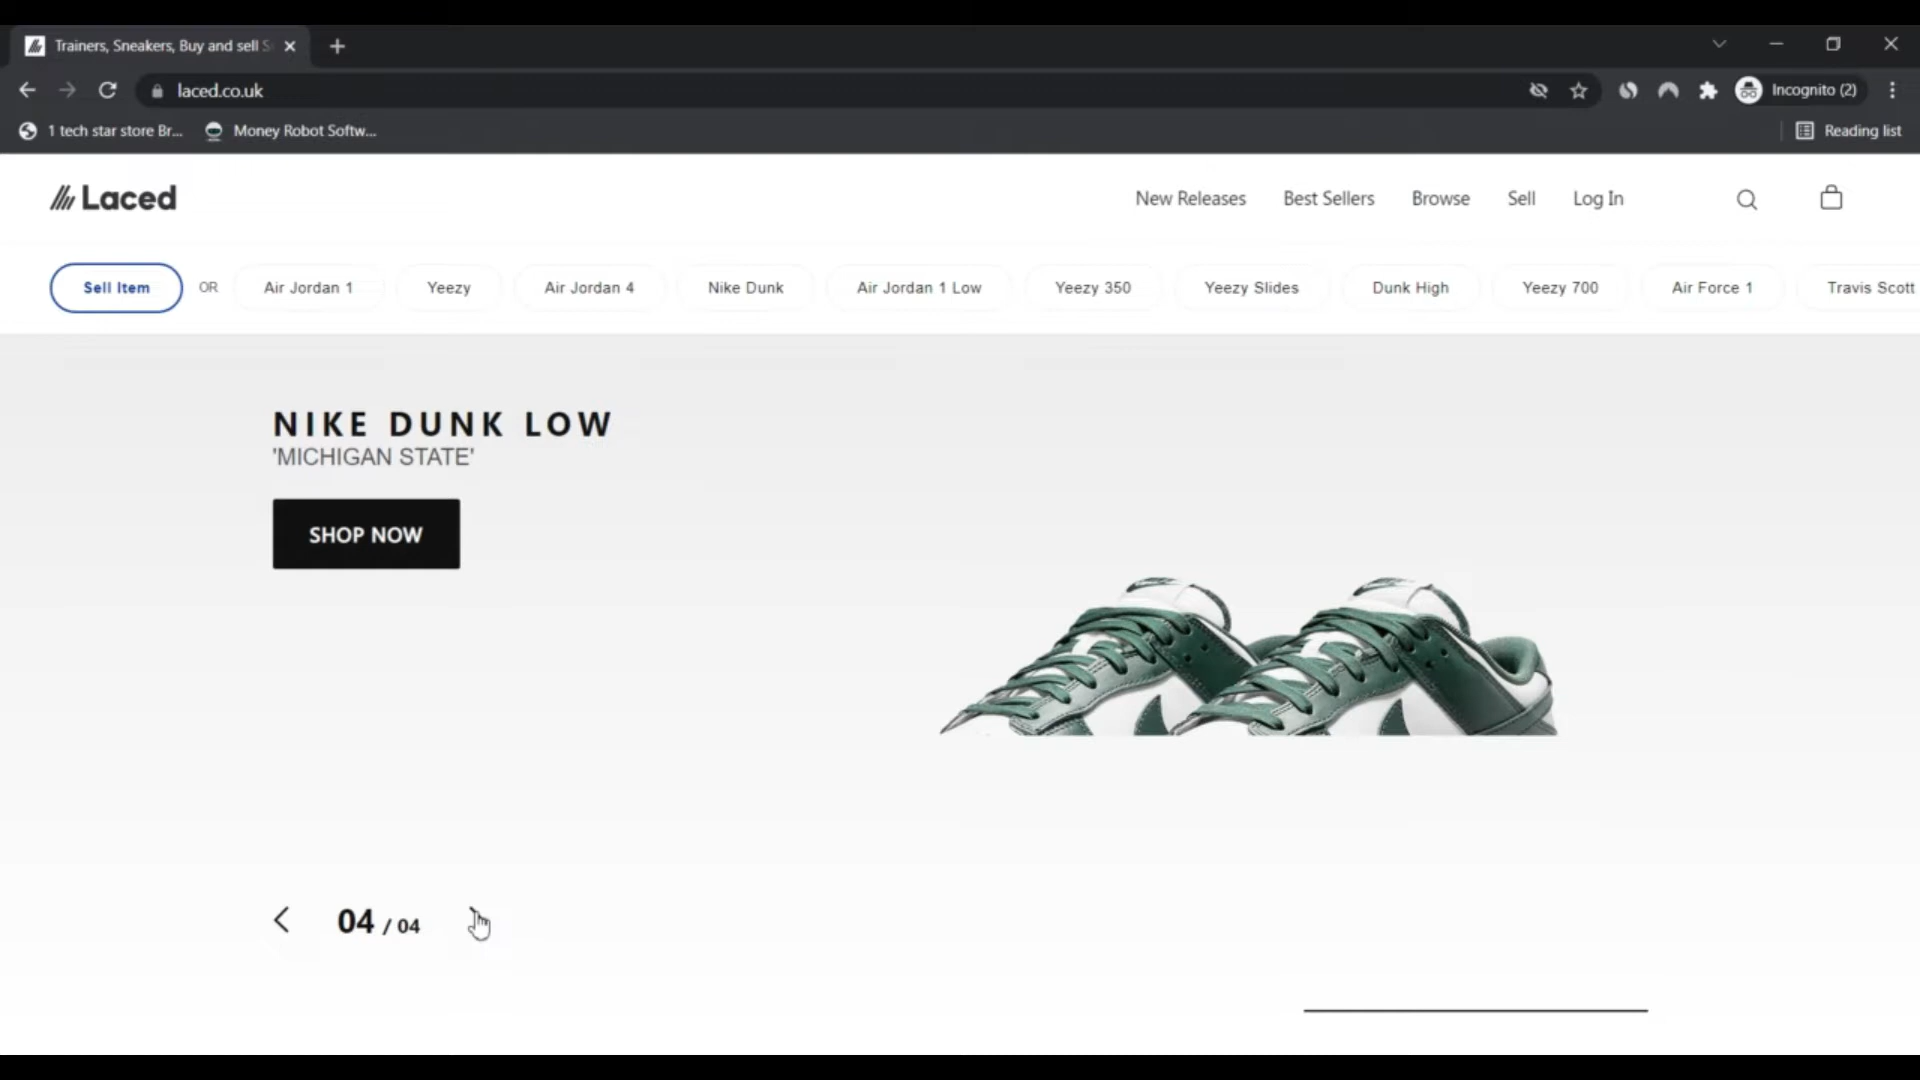 Trainers, Sneakers, Buy and sell S
laced.co.uk
Incognito (2)
1 tech star store Br...
Money Robot Softw...
Reading list
Laced
New Releases
Best Sellers
Browse
Sell
Log In
Sell Item
OR
Air Jordan 1
Yeezy
Air Jordan 4
Nike Dunk
Air Jordan 1 Low
Yeezy 350
Yeezy Slides
Dunk High
Yeezy 700
Air Force 1
Travis Scott
NIKE DUNK LOW
'MICHIGAN STATE'
SHOP NOW
04 / 04